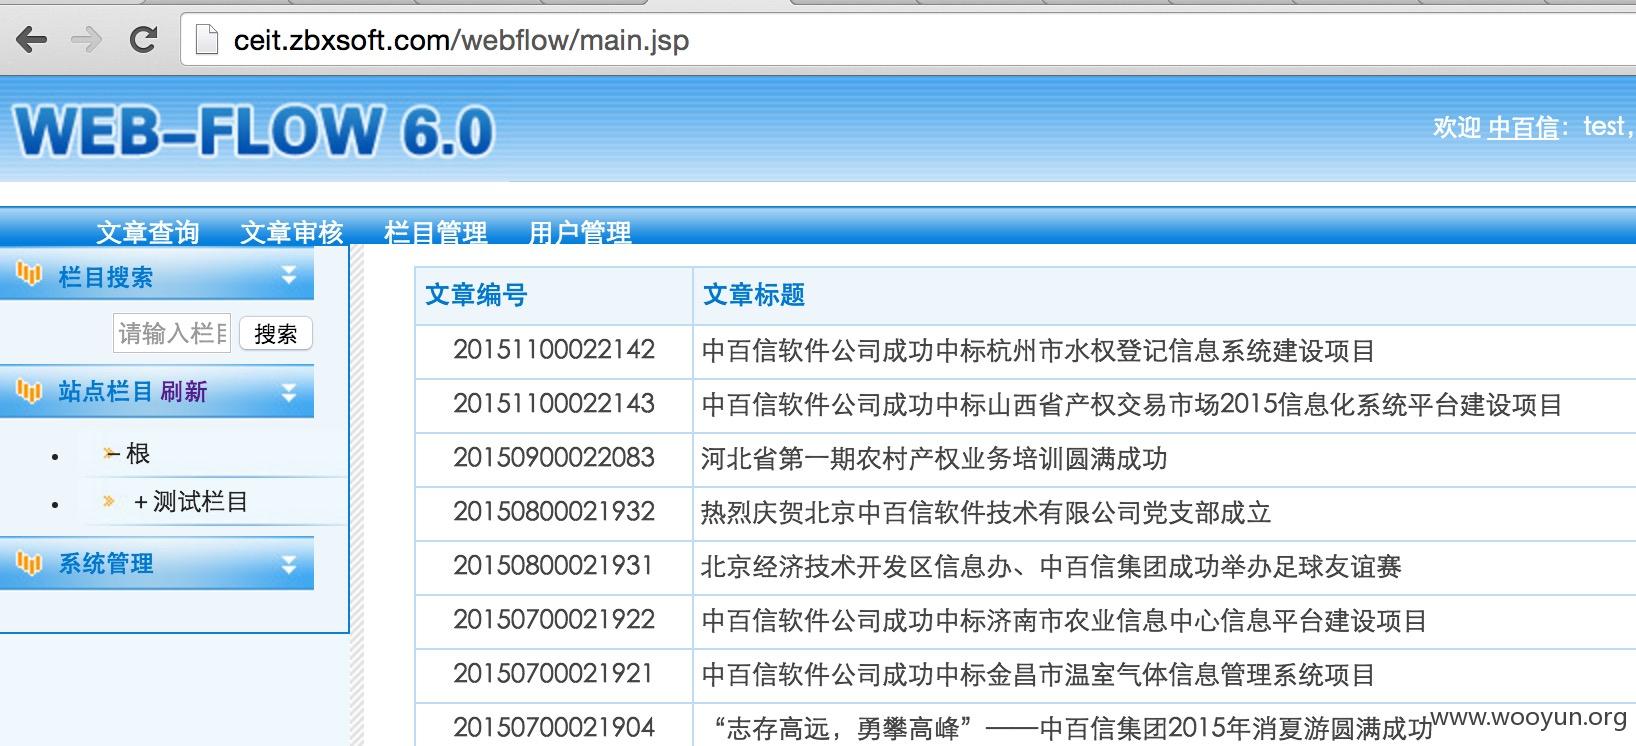 ceit.zbxsoft.com/webflow/main.jsp
WEB-FLOW 6.0
欢迎 中百信：test，
文章查询 文章审核 栏目管理 用户管理
栏目搜索
请输入栏目 搜索
站点栏目 刷新
根
+测试栏目
系统管理
文章编号 文章标题
20151100022142 中百信软件公司成功中标杭州市水权登记信息系统建设项目
20151100022143 中百信软件公司成功中标山西省产权交易市场2015信息化系统平台建设项目
20150900022083 河北省第一期农村产权业务培训圆满成功
20150800021932 热烈庆贺北京中百信软件技术有限公司党支部成立
20150800021931 北京经济技术开发区信息办、中百信集团成功举办足球友谊赛
20150700021922 中百信软件公司成功中标济南市农业信息中心信息平台建设项目
20150700021921 中百信软件公司成功中标金昌市温室气体信息管理系统项目
20150700021904 “志存高远，勇攀高峰”——中百信集团2015年消夏游圆满成功
www.wooyun.org